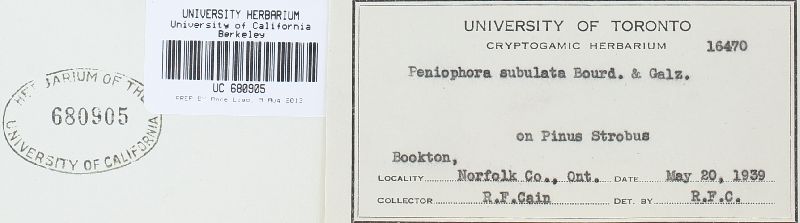 UNIVERSITY HERBARIUM
University of California
Berkeley
UC 680905
HERBARIUM OF THE
680905
UNIVERSITY OF CALIFORNIA
UNIVERSITY OF TORONTO
CRYPTOGAMIC HERBARIUM 16470
Peniophora subulata Bourd. & Galz.
on Pinus Strobus
Bookton,
LOCALITY Norfolk Co., Ont. DATE May 20, 1939
COLLECTOR R.F.Cain DET. BY R.F.C.